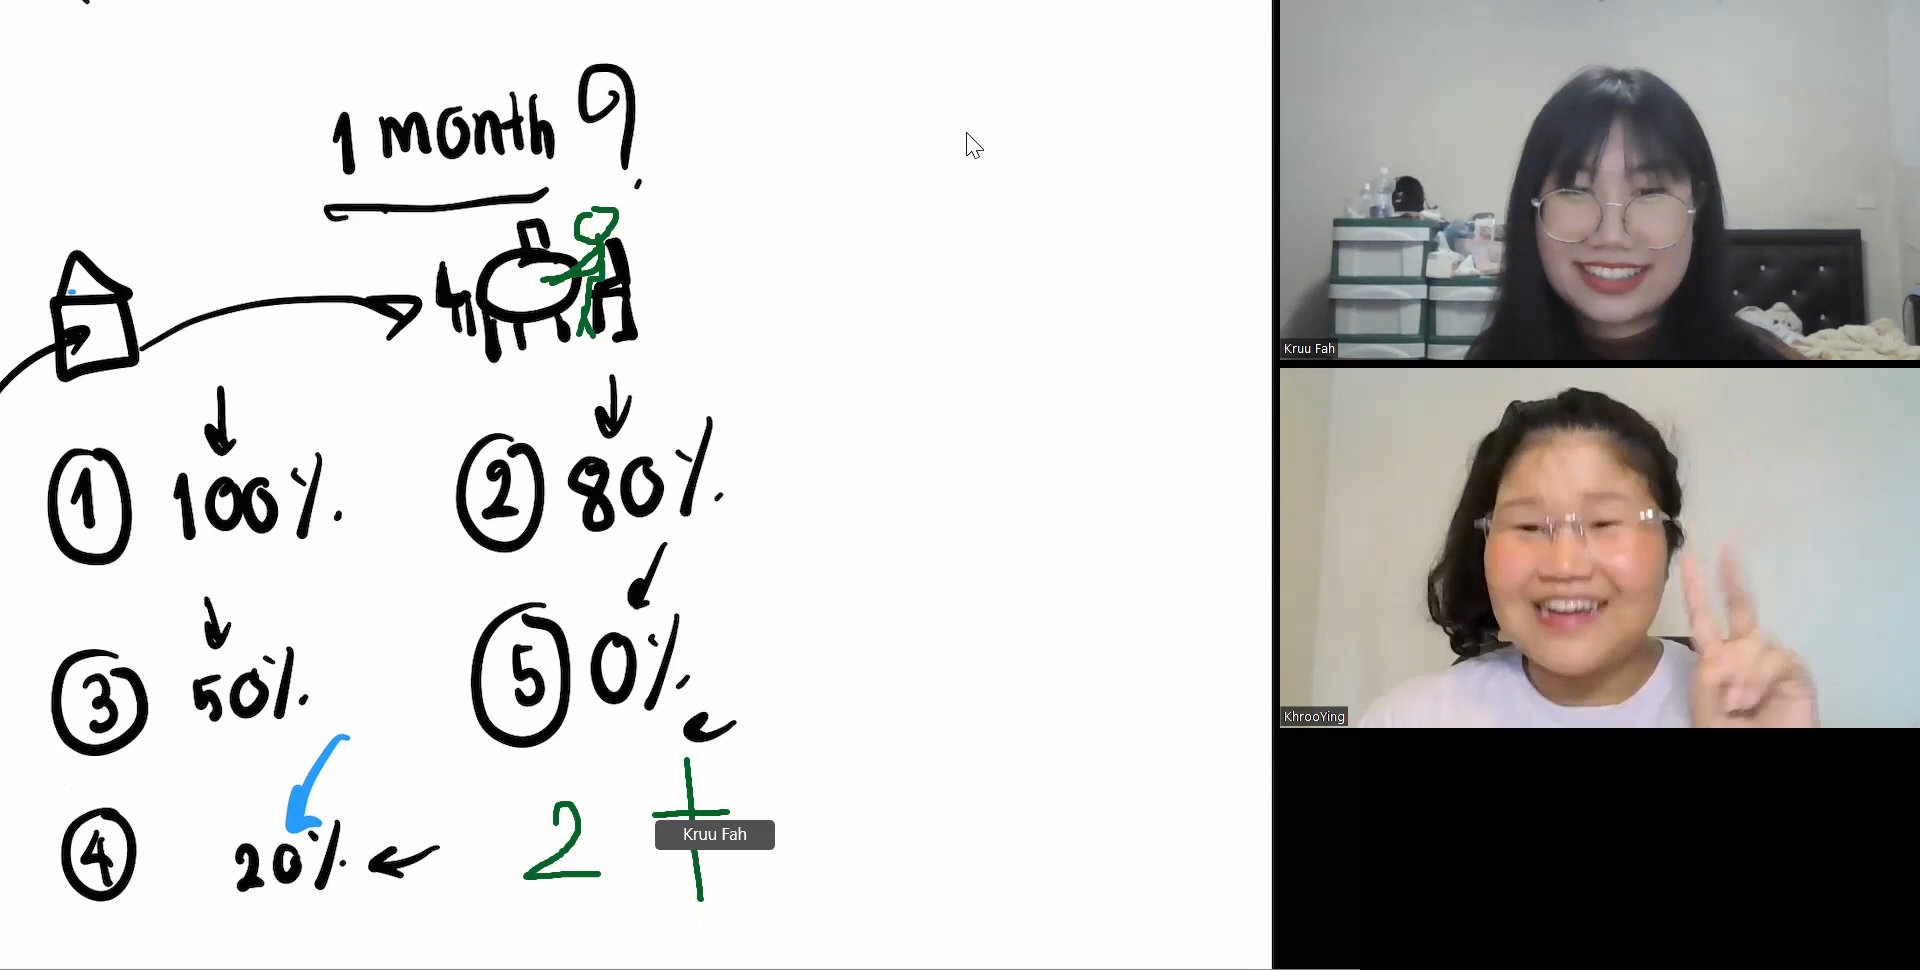 1 month ?
1 100%
2 80%
3 50%
5 0%
4 20%
2 +
Kruu Fah
Kruu Fah
KhrooYing